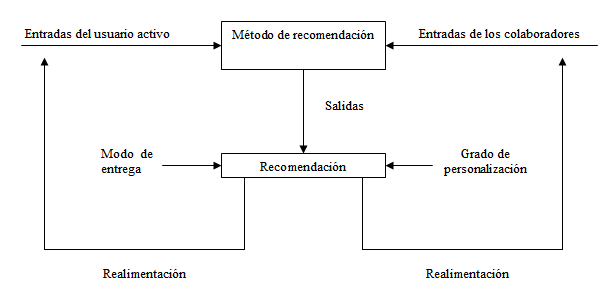 Entradas del usuario activo
Método de recomendación
Entradas de los colaboradores
Salidas
Modo de
entrega
Recomendación
Grado de
personalización
Realimentación
Realimentación